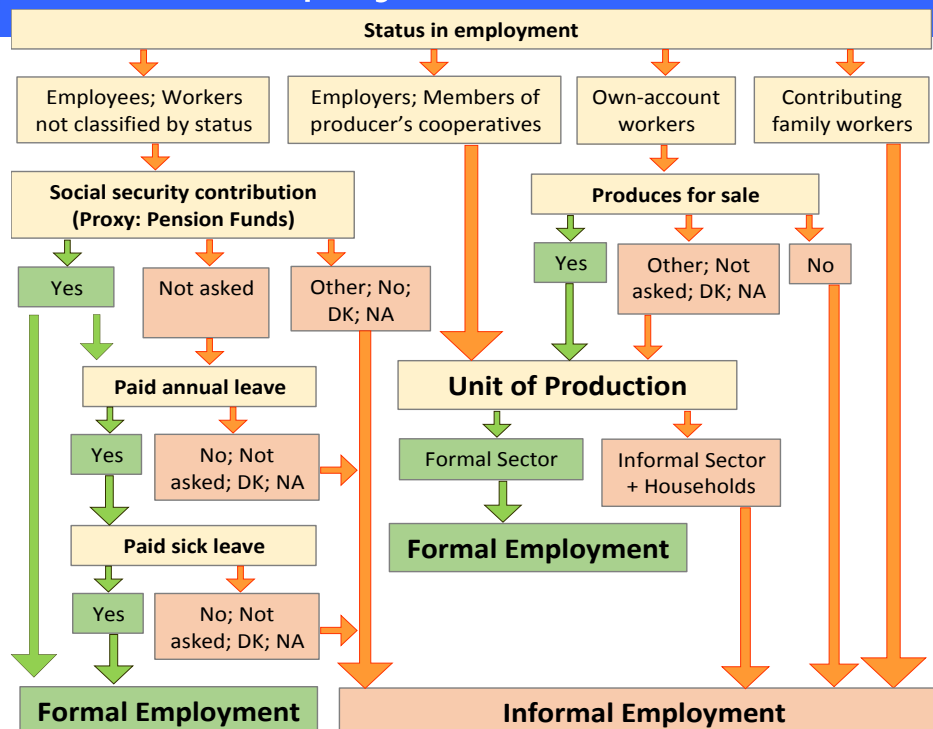 Status in employment
Employees; Workers
not classified by status
Employers; Members of
producer's cooperatives
Own-account
workers
Contributing
family workers
Social security contribution
(Proxy: Pension Funds)
Produces for sale
Yes
Not asked
Other; No;
DK; NA
Yes
Other; Not
asked; DK; NA
No
Paid annual leave
Unit of Production
Yes
No; Not
asked; DK; NA
Formal Sector
Informal Sector
+ Households
Paid sick leave
Formal Employment
Yes
No; Not
asked; DK; NA
Formal Employment
Informal Employment